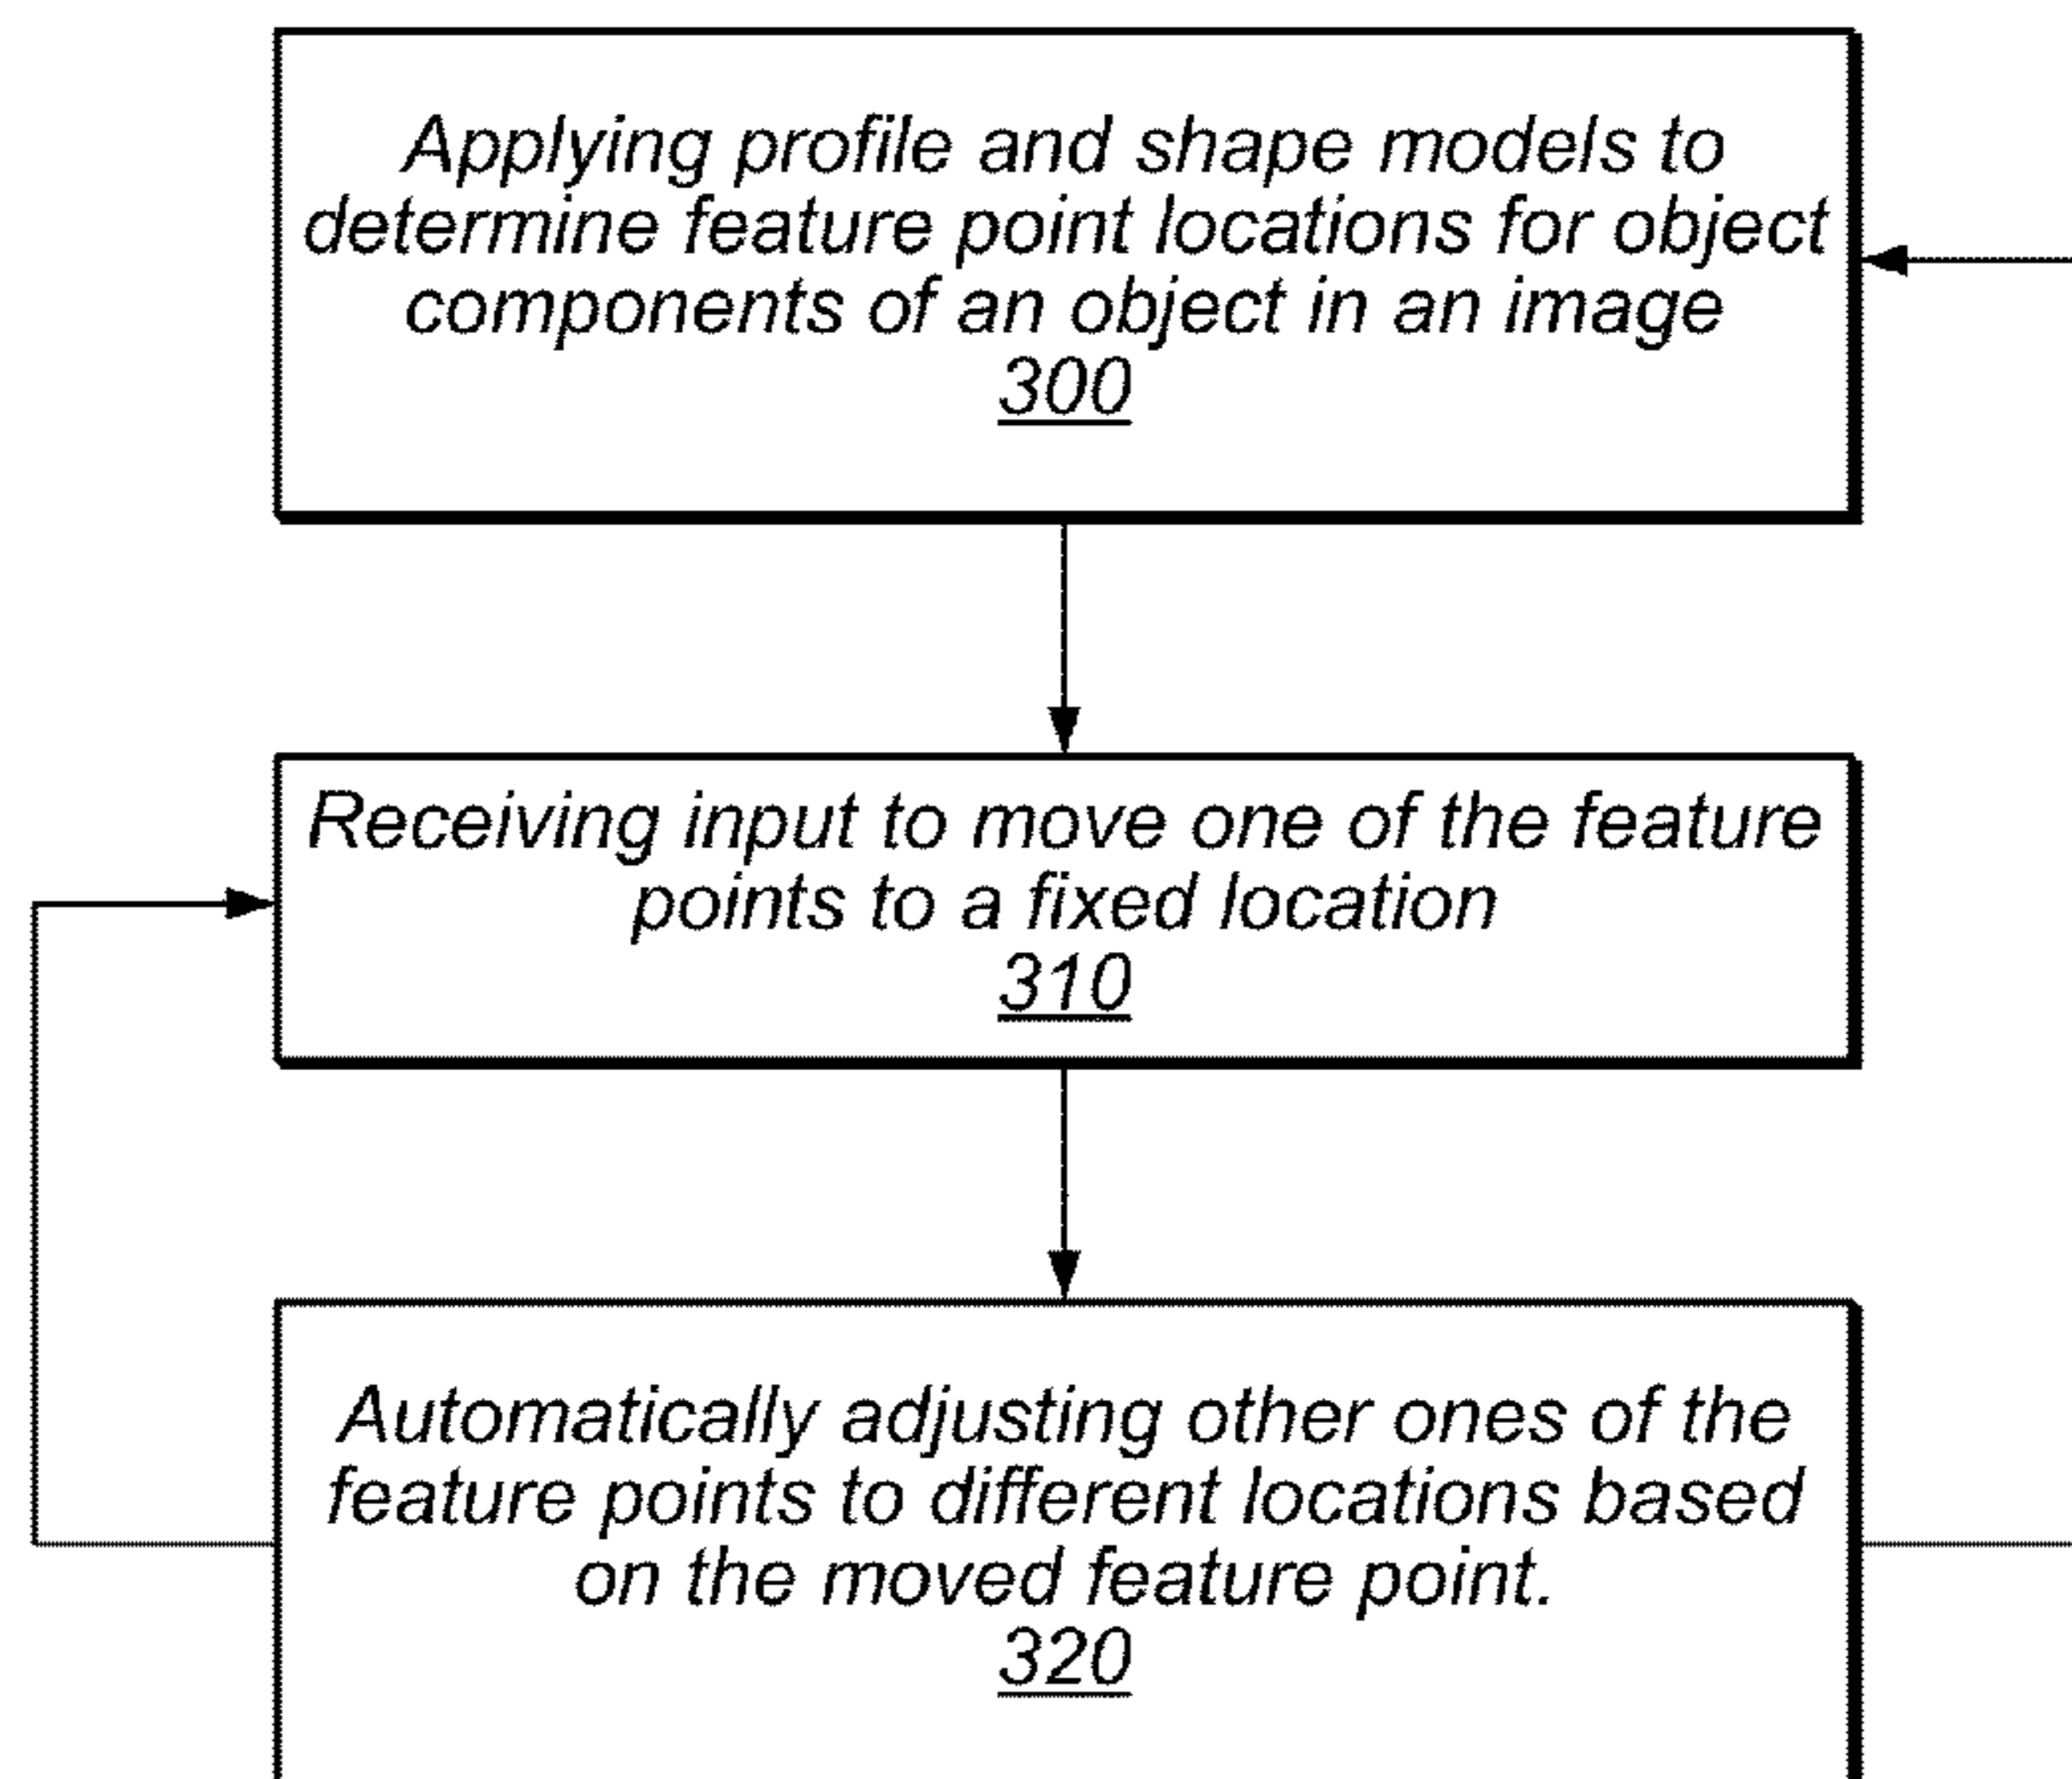 Applying profile and shape models to
determine feature point locations for object
components of an object in an image
300
Receiving input to move one of the feature
points to a fixed location
310
Automatically adjusting other ones of the
feature points to different locations based
on the moved feature point.
320